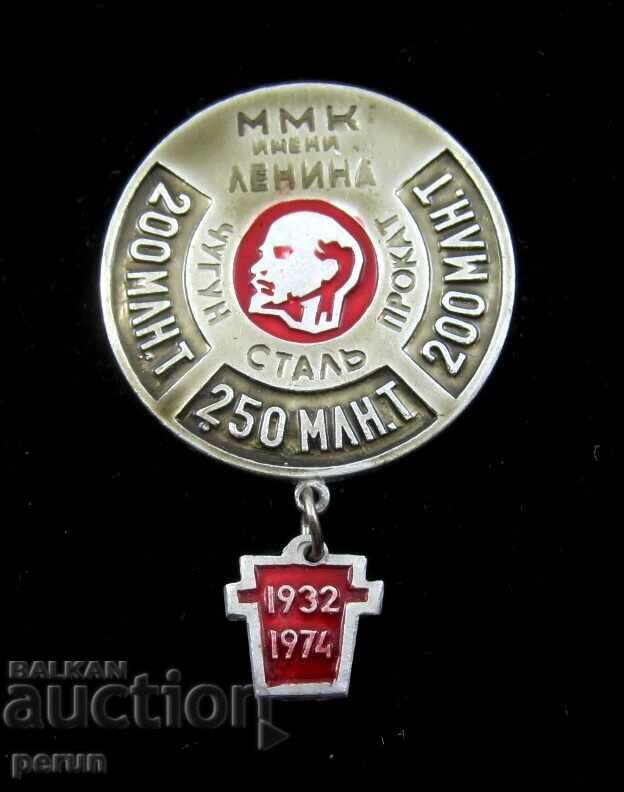 ММК
ИМЕНИ
ЛЕНИНА
200 МЛН.Т
ЧУГУН
ПРОКАТ
200 МЛН.Т
СТАЛЬ
250 МЛН.Т.
1932
1974
BALKAN
auction
perun